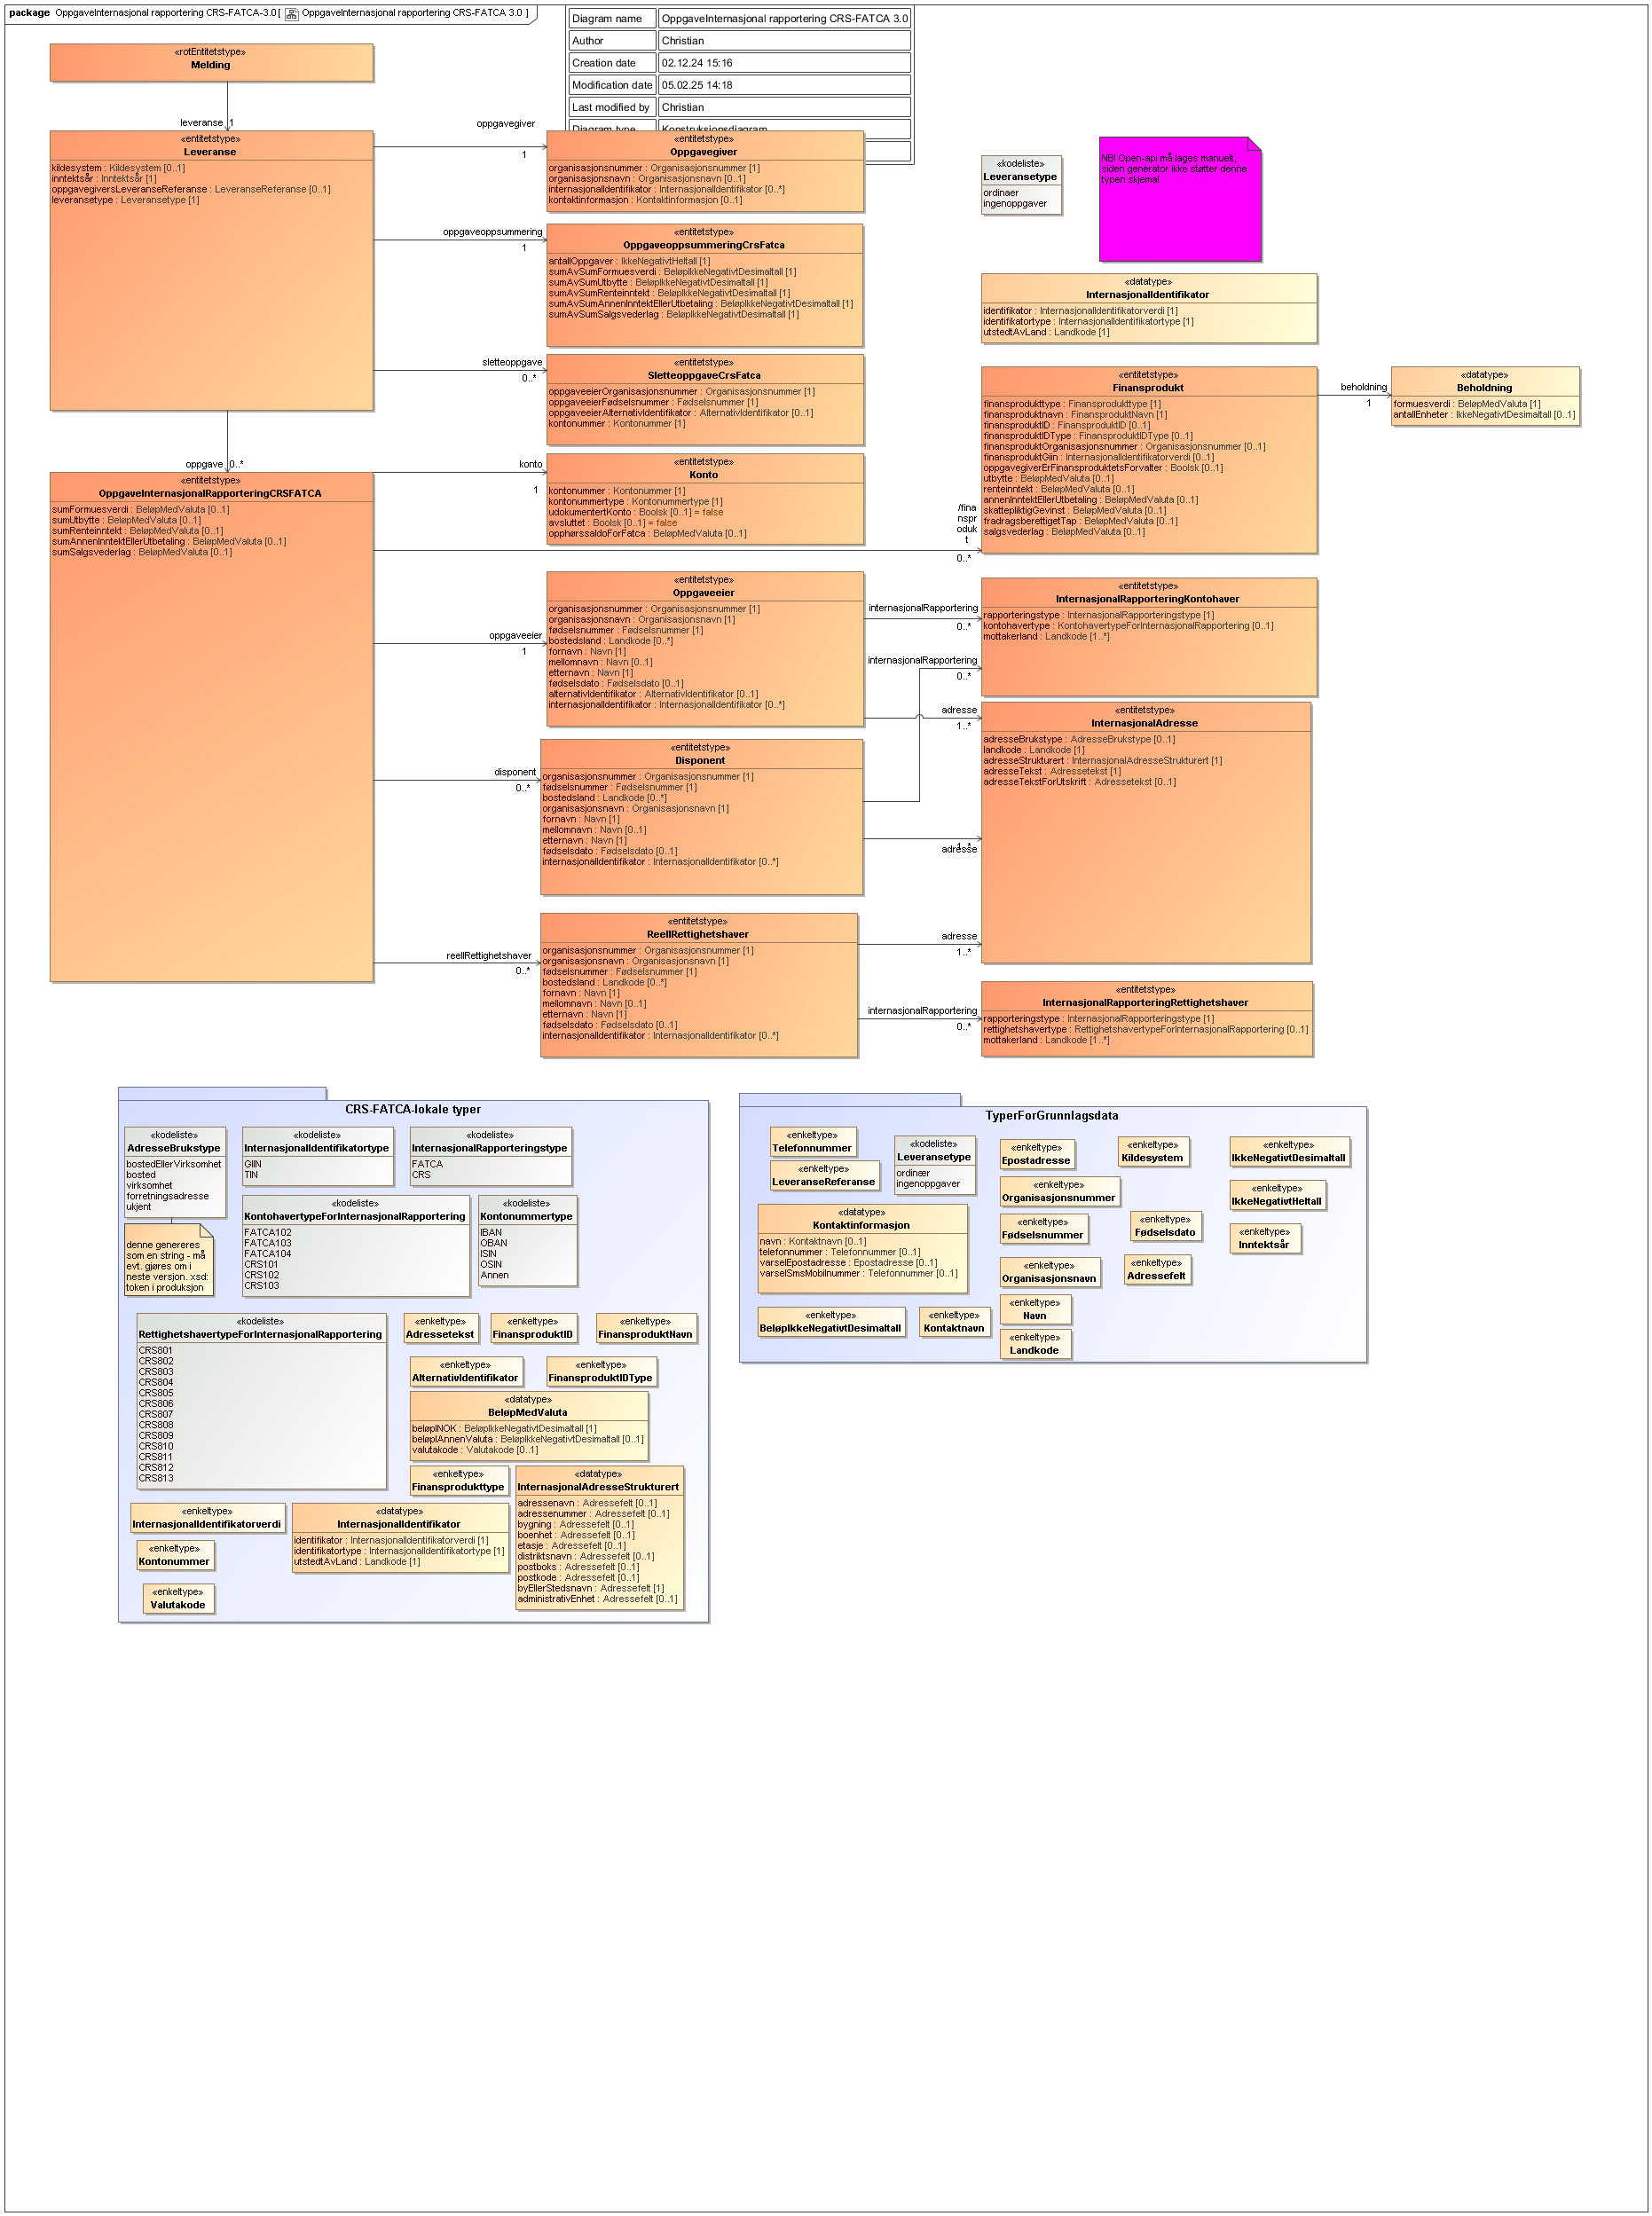 package OppgaveInternasjonal rapportering CRS-FATCA-3.0 [ OppgaveInternasjonal rapportering CRS-FATCA 3.0 ]
Diagram name OppgaveInternasjonal rapportering CRS-FATCA 3.0
Author Christian
Creation date 02.12.24 15:16
Modification date 05.02.25 14:18
Last modified by Christian
Diagram type Konstruksjonsdiagram
«rotEntitetstype»
Melding
leveranse 1
«entitetstype»
Leveranse
kildesystem : Kildesystem [0..1]
inntektsår : Inntektsår [1]
oppgavegiversLeveranseReferanse : LeveranseReferanse [0..1]
leveransetype : Leveransetype [1]
oppgavegiver
1
«entitetstype»
Oppgavegiver
organisasjonsnummer : Organisasjonsnummer [1]
organisasjonsnavn : Organisasjonsnavn [0..1]
internasjonalIdentifikator : InternasjonalIdentifikator [0..*]
kontaktinformasjon : Kontaktinformasjon [0..1]
«kodeliste»
Leveransetype
ordinaer
ingenoppgaver
NB! Open-api må lages manuelt,
siden generator ikke støtter denne
typen skjema!
oppgaveoppsummering
1
«entitetstype»
OppgaveoppsummeringCrsFatca
antallOppgaver : IkkeNegativtHeltall [1]
sumAvSumFormuesverdi : BeløpIkkeNegativtDesimaltall [1]
sumAvSumUtbytte : BeløpIkkeNegativtDesimaltall [1]
sumAvSumRenteinntekt : BeløpIkkeNegativtDesimaltall [1]
sumAvSumAnnenInntektEllerUtbetaling : BeløpIkkeNegativtDesimaltall [1]
sumAvSumSalgsvederlag : BeløpIkkeNegativtDesimaltall [1]
«datatype»
InternasjonalIdentifikator
identifikator : InternasjonalIdentifikatorverdi [1]
identifikatortype : InternasjonalIdentifikatortype [1]
utstedtAvLand : Landkode [1]
sletteoppgave
0..*
«entitetstype»
SletteoppgaveCrsFatca
oppgaveeierOrganisasjonsnummer : Organisasjonsnummer [1]
oppgaveeierFødselsnummer : Fødselsnummer [1]
oppgaveeierAlternativIdentifikator : AlternativIdentifikator [0..1]
kontonummer : Kontonummer [1]
«entitetstype»
Finansprodukt
finansprodukttype : Finansprodukttype [1]
finansproduktnavn : FinansproduktNavn [1]
finansproduktID : FinansproduktID [0..1]
finansproduktIDType : FinansproduktIDType [0..1]
finansproduktOrganisasjonsnummer : Organisasjonsnummer [0..1]
finansproduktGiin : InternasjonalIdentifikatorverdi [0..1]
oppgavegiverErFinansproduktetsForvalter : Boolsk [0..1]
utbytte : BeløpMedValuta [0..1]
renteinntekt : BeløpMedValuta [0..1]
annenInntektEllerUtbetaling : BeløpMedValuta [0..1]
skattepliktigGevinst : BeløpMedValuta [0..1]
fradragsberettigetTap : BeløpMedValuta [0..1]
salgsvederlag : BeløpMedValuta [0..1]
beholdning
1
«datatype»
Beholdning
formuesverdi : BeløpMedValuta [1]
antallEnheter : IkkeNegativtDesimaltall [0..1]
oppgave 0..*
«entitetstype»
OppgaveInternasjonalRapporteringCRSFATCA
sumFormuesverdi : BeløpMedValuta [0..1]
sumUtbytte : BeløpMedValuta [0..1]
sumRenteinntekt : BeløpMedValuta [0..1]
sumAnnenInntektEllerUtbetaling : BeløpMedValuta [0..1]
sumSalgsvederlag : BeløpMedValuta [0..1]
konto
1
«entitetstype»
Konto
kontonummer : Kontonummer [1]
kontonummertype : Kontonummertype [1]
udokumentertKonto : Boolsk [0..1] = false
avsluttet : Boolsk [0..1] = false
opphørssaldoForFatca : BeløpMedValuta [0..1]
/fina
nspr
oduk
t
0..*
oppgaveeier
1
«entitetstype»
Oppgaveeier
organisasjonsnummer : Organisasjonsnummer [1]
organisasjonsnavn : Organisasjonsnavn [1]
fødselsnummer : Fødselsnummer [1]
bostedsland : Landkode [0..*]
fornavn : Navn [1]
mellomnavn : Navn [0..1]
etternavn : Navn [1]
fødselsdato : Fødselsdato [0..1]
alternativIdentifikator : AlternativIdentifikator [0..1]
internasjonalIdentifikator : InternasjonalIdentifikator [0..*]
internasjonalRapportering
0..*
internasjonalRapportering
0..*
adresse
1..*
«entitetstype»
InternasjonalRapporteringKontohaver
rapporteringstype : InternasjonalRapporteringstype [1]
kontohavertype : KontohavertypeForInternasjonalRapportering [0..1]
mottakerland : Landkode [1..*]
«entitetstype»
InternasjonalAdresse
adresseBrukstype : AdresseBrukstype [0..1]
landkode : Landkode [1]
adresseStrukturert : InternasjonalAdresseStrukturert [1]
adresseTekst : Adressetekst [1]
adresseTekstForUtskrift : Adressetekst [0..1]
disponent
0..*
«entitetstype»
Disponent
organisasjonsnummer : Organisasjonsnummer [1]
fødselsnummer : Fødselsnummer [1]
bostedsland : Landkode [0..*]
organisasjonsnavn : Organisasjonsnavn [1]
fornavn : Navn [1]
mellomnavn : Navn [0..1]
etternavn : Navn [1]
fødselsdato : Fødselsdato [0..1]
internasjonalIdentifikator : InternasjonalIdentifikator [0..*]
1..*
adresse
reellRettighetshaver
0..*
«entitetstype»
ReellRettighetshaver
organisasjonsnummer : Organisasjonsnummer [1]
organisasjonsnavn : Organisasjonsnavn [1]
fødselsnummer : Fødselsnummer [1]
bostedsland : Landkode [0..*]
fornavn : Navn [1]
mellomnavn : Navn [0..1]
etternavn : Navn [1]
fødselsdato : Fødselsdato [0..1]
internasjonalIdentifikator : InternasjonalIdentifikator [0..*]
adresse
1..*
internasjonalRapportering
0..*
«entitetstype»
InternasjonalRapporteringRettighetshaver
rapporteringstype : InternasjonalRapporteringstype [1]
rettighetshavertype : RettighetshavertypeForInternasjonalRapportering [0..1]
mottakerland : Landkode [1..*]
CRS-FATCA-lokale typer
«kodeliste»
AdresseBrukstype
bostedEllerVirksomhet
bosted
virksomhet
forretningsadresse
ukjent
denne genereres
som en string - må
evt. gjøres om i
neste versjon. xsd:
token i produksjon
«kodeliste»
InternasjonalIdentifikatortype
GIIN
TIN
«kodeliste»
InternasjonalRapporteringstype
FATCA
CRS
«kodeliste»
KontohavertypeForInternasjonalRapportering
FATCA102
FATCA103
FATCA104
CRS101
CRS102
CRS103
«kodeliste»
Kontonummertype
IBAN
OBAN
ISIN
OSIN
Annen
«kodeliste»
RettighetshavertypeForInternasjonalRapportering
CRS801
CRS802
CRS803
CRS804
CRS805
CRS806
CRS807
CRS808
CRS809
CRS810
CRS811
CRS812
CRS813
«enkeltype»
Adressetekst
«enkeltype»
FinansproduktID
«enkeltype»
FinansproduktNavn
«enkeltype»
AlternativIdentifikator
«enkeltype»
FinansproduktIDType
«datatype»
BeløpMedValuta
beløpINOK : BeløpIkkeNegativtDesimaltall [1]
beløpIAnnenValuta : BeløpIkkeNegativtDesimaltall [0..1]
valutakode : Valutakode [0..1]
«enkeltype»
Finansprodukttype
«datatype»
InternasjonalAdresseStrukturert
adressenavn : Adressefelt [0..1]
adressenummer : Adressefelt [0..1]
bygning : Adressefelt [0..1]
boenhet : Adressefelt [0..1]
etasje : Adressefelt [0..1]
distriktsnavn : Adressefelt [0..1]
postboks : Adressefelt [0..1]
postkode : Adressefelt [0..1]
byEllerStedsnavn : Adressefelt [1]
administrativEnhet : Adressefelt [0..1]
«enkeltype»
InternasjonalIdentifikatorverdi
«datatype»
InternasjonalIdentifikator
identifikator : InternasjonalIdentifikatorverdi [1]
identifikatortype : InternasjonalIdentifikatortype [1]
utstedtAvLand : Landkode [1]
«enkeltype»
Kontonummer
«enkeltype»
Valutakode
TyperForGrunnlagsdata
«enkeltype»
Telefonnummer
«enkeltype»
LeveranseReferanse
«kodeliste»
Leveransetype
ordinær
ingenoppgaver
«enkeltype»
Epostadresse
«enkeltype»
Kildesystem
«enkeltype»
IkkeNegativtDesimaltall
«enkeltype»
Organisasjonsnummer
«enkeltype»
IkkeNegativtHeltall
«datatype»
Kontaktinformasjon
navn : Kontaktnavn [0..1]
telefonnummer : Telefonnummer [0..1]
varselEpostadresse : Epostadresse [0..1]
varselSmsMobilnummer : Telefonnummer [0..1]
«enkeltype»
Fødselsnummer
«enkeltype»
Fødselsdato
«enkeltype»
Inntektsår
«enkeltype»
Organisasjonsnavn
«enkeltype»
Adressefelt
«enkeltype»
BeløpIkkeNegativtDesimaltall
«enkeltype»
Kontaktnavn
«enkeltype»
Navn
«enkeltype»
Landkode